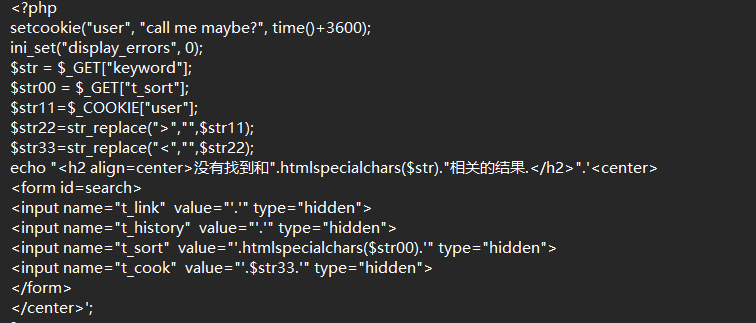 <?php
setcookie("user", "call me maybe?", time()+3600);
ini_set("display_errors", 0);
$str = $_GET["keyword"];
$str00 = $_GET["t_sort"];
$str11=$_COOKIE["user"];
$str22=str_replace(">","",$str11);
$str33=str_replace("<","",$str22);
echo "<h2 align=center>没有找到和".htmlspecialchars($str)."相关的结果.</h2>".'<center>
<form id=search>
<input name="t_link"  value="'.'" type="hidden">
<input name="t_history"  value="'.'" type="hidden">
<input name="t_sort"  value="'.htmlspecialchars($str00).'" type="hidden">
<input name="t_cook"  value="'.$str33.'" type="hidden">
</form>
</center>';